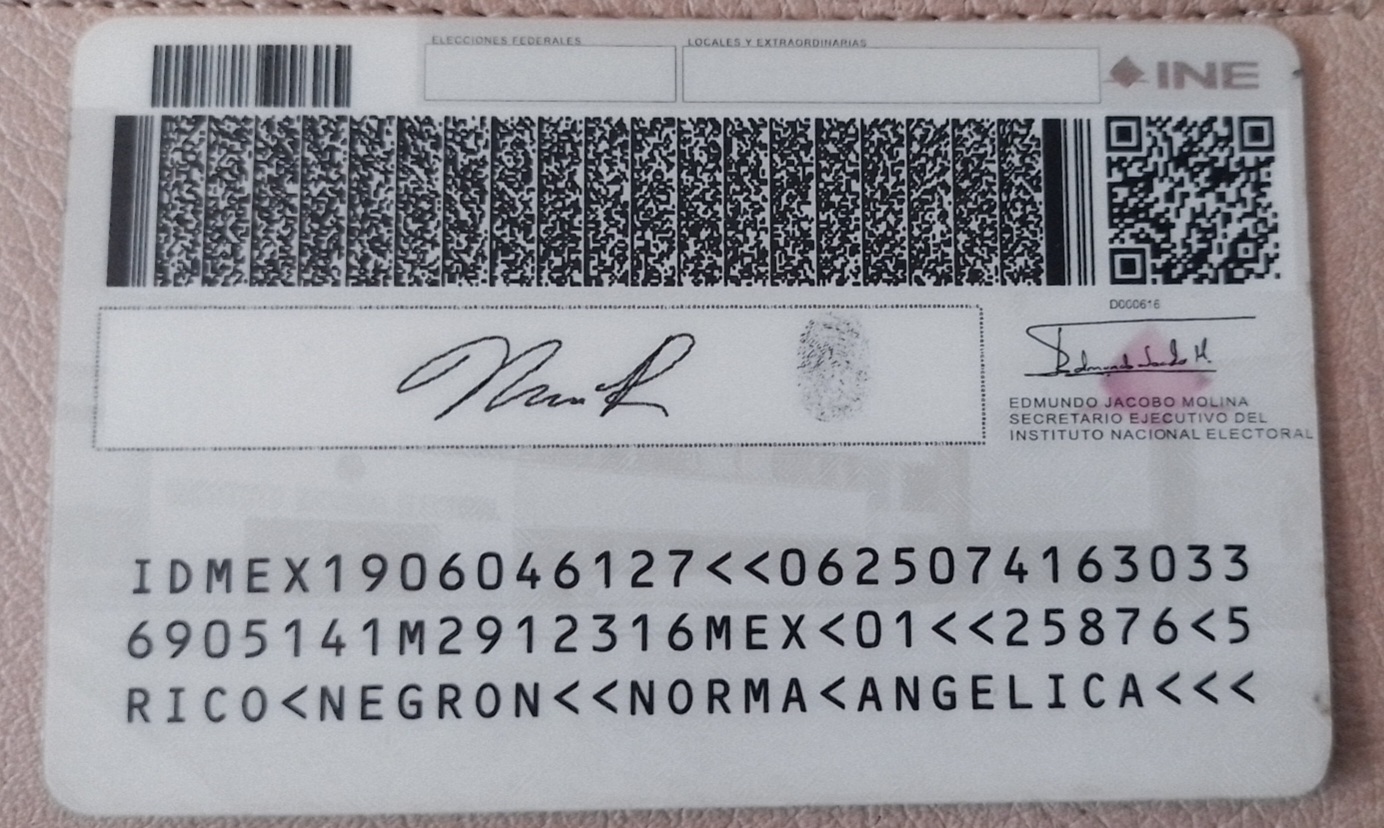 ELECCIONES FEDERALES
LOCALES Y EXTRAORDINARIAS
INE
D000616
EDMUNDO JACOBO MOLINA
SECRETARIO EJECUTIVO DEL
INSTITUTO NACIONAL ELECTORAL
IDMEX1906046127<<0625074163033
6905141M2912316MEX<01<<25876<5
RICO<NEGRON<<NORMA<ANGELICA<<<